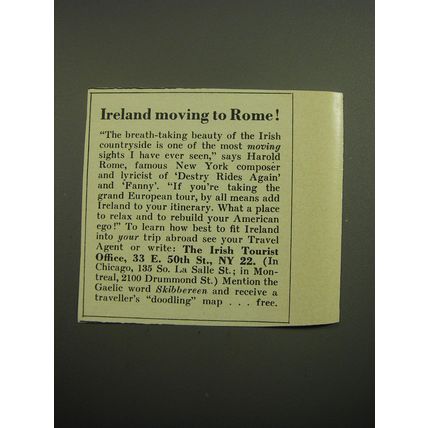 Ireland moving to Rome!
"The breath-taking beauty of the Irish
countryside is one of the most moving
sights I have ever seen," says Harold
Rome, famous New York composer
and lyricist of 'Destry Rides Again'
and 'Fanny'. "If you're taking the
grand European tour, by all means add
Ireland to your itinerary. What a place
to relax and to rebuild your American
ego!" To learn how best to fit Ireland
into your trip abroad see your Travel
Agent or write: The Irish Tourist
Office, 33 E. 50th St., NY 22. (In
Chicago, 135 So. La Salle St.; in Mon-
treal, 2100 Drummond St.) Mention the
Gaelic word Skibbereen and receive a
traveller's "doodling" map . . . free.